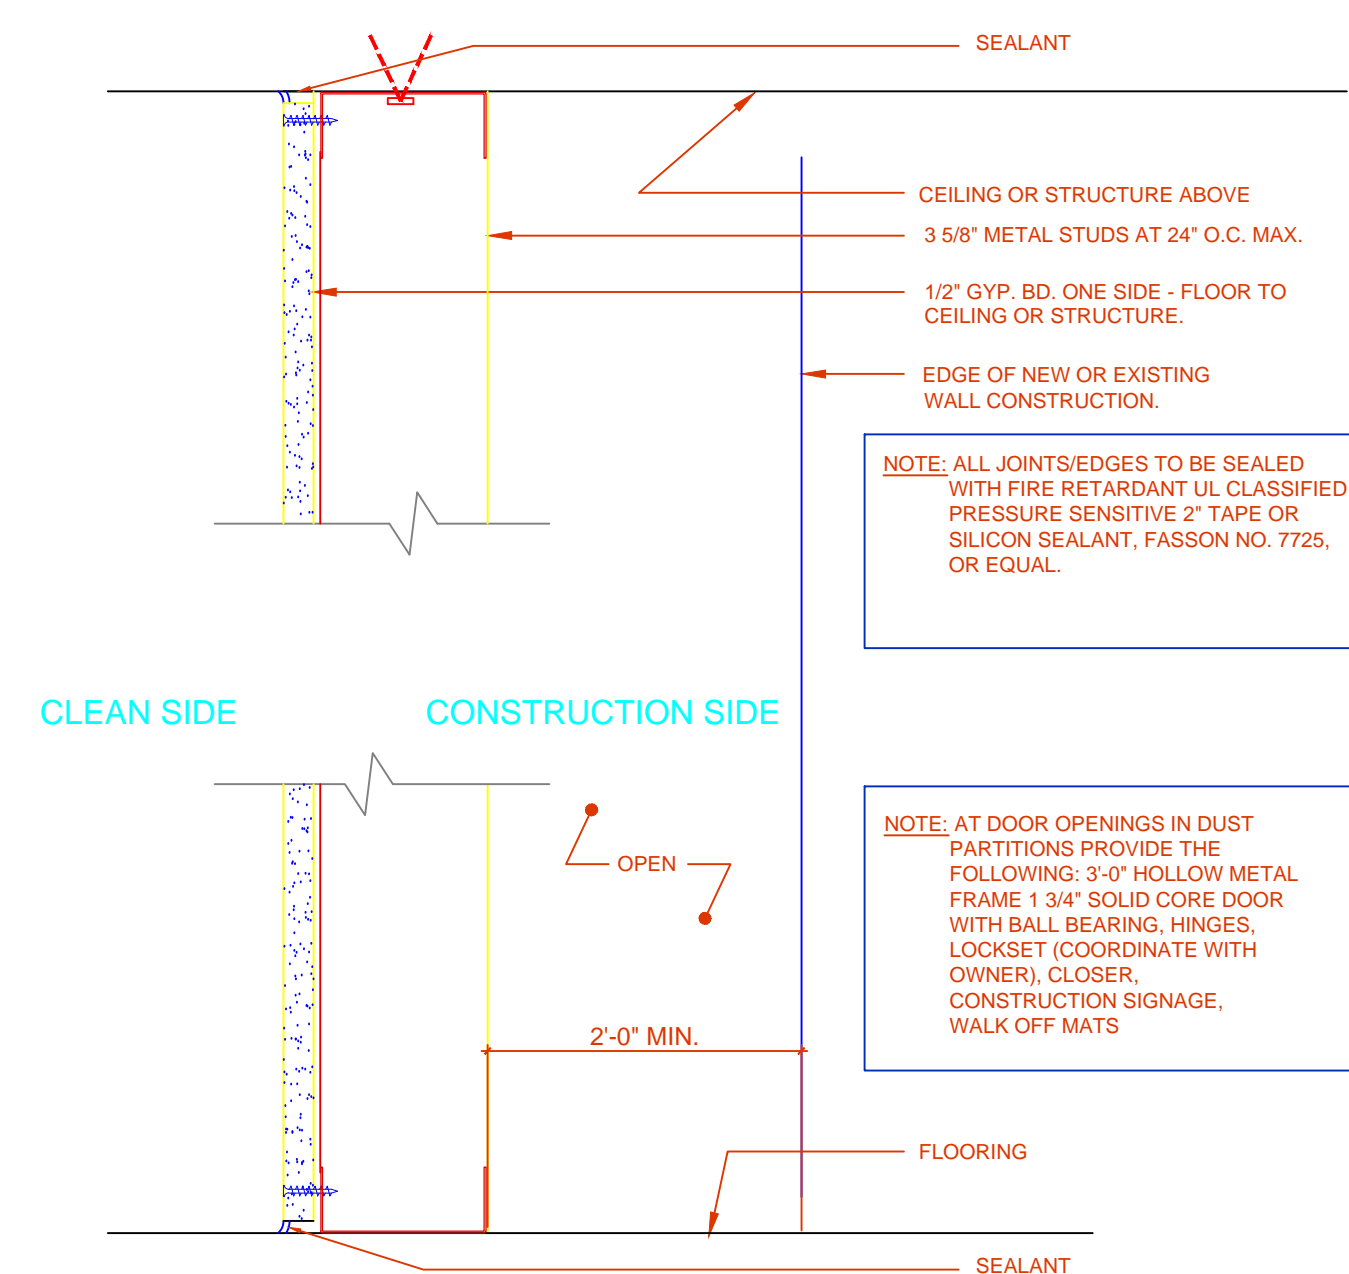 SEALANT
CEILING OR STRUCTURE ABOVE
3 5/8" METAL STUDS AT 24" O.C. MAX.
1/2" GYP. BD. ONE SIDE - FLOOR TO
CEILING OR STRUCTURE.
EDGE OF NEW OR EXISTING
WALL CONSTRUCTION.
NOTE: ALL JOINTS/EDGES TO BE SEALED
WITH FIRE RETARDANT UL CLASSIFIED
PRESSURE SENSITIVE 2" TAPE OR
SILICON SEALANT, FASSON NO. 7725,
OR EQUAL.
CLEAN SIDE
CONSTRUCTION SIDE
NOTE: AT DOOR OPENINGS IN DUST
PARTITIONS PROVIDE THE
FOLLOWING: 3'-0" HOLLOW METAL
FRAME 1 3/4" SOLID CORE DOOR
WITH BALL BEARING, HINGES,
LOCKSET (COORDINATE WITH
OWNER), CLOSER,
CONSTRUCTION SIGNAGE,
WALK OFF MATS
OPEN
2'-0" MIN.
FLOORING
SEALANT